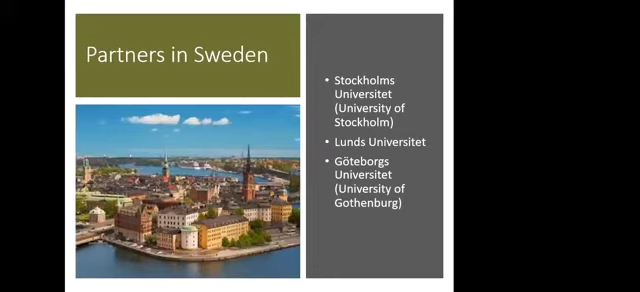 Partners in Sweden
• Stockholms
Universitet
(University of
Stockholm)
• Lunds Universitet
• Göteborgs
Universitet
(University of
Gothenburg)